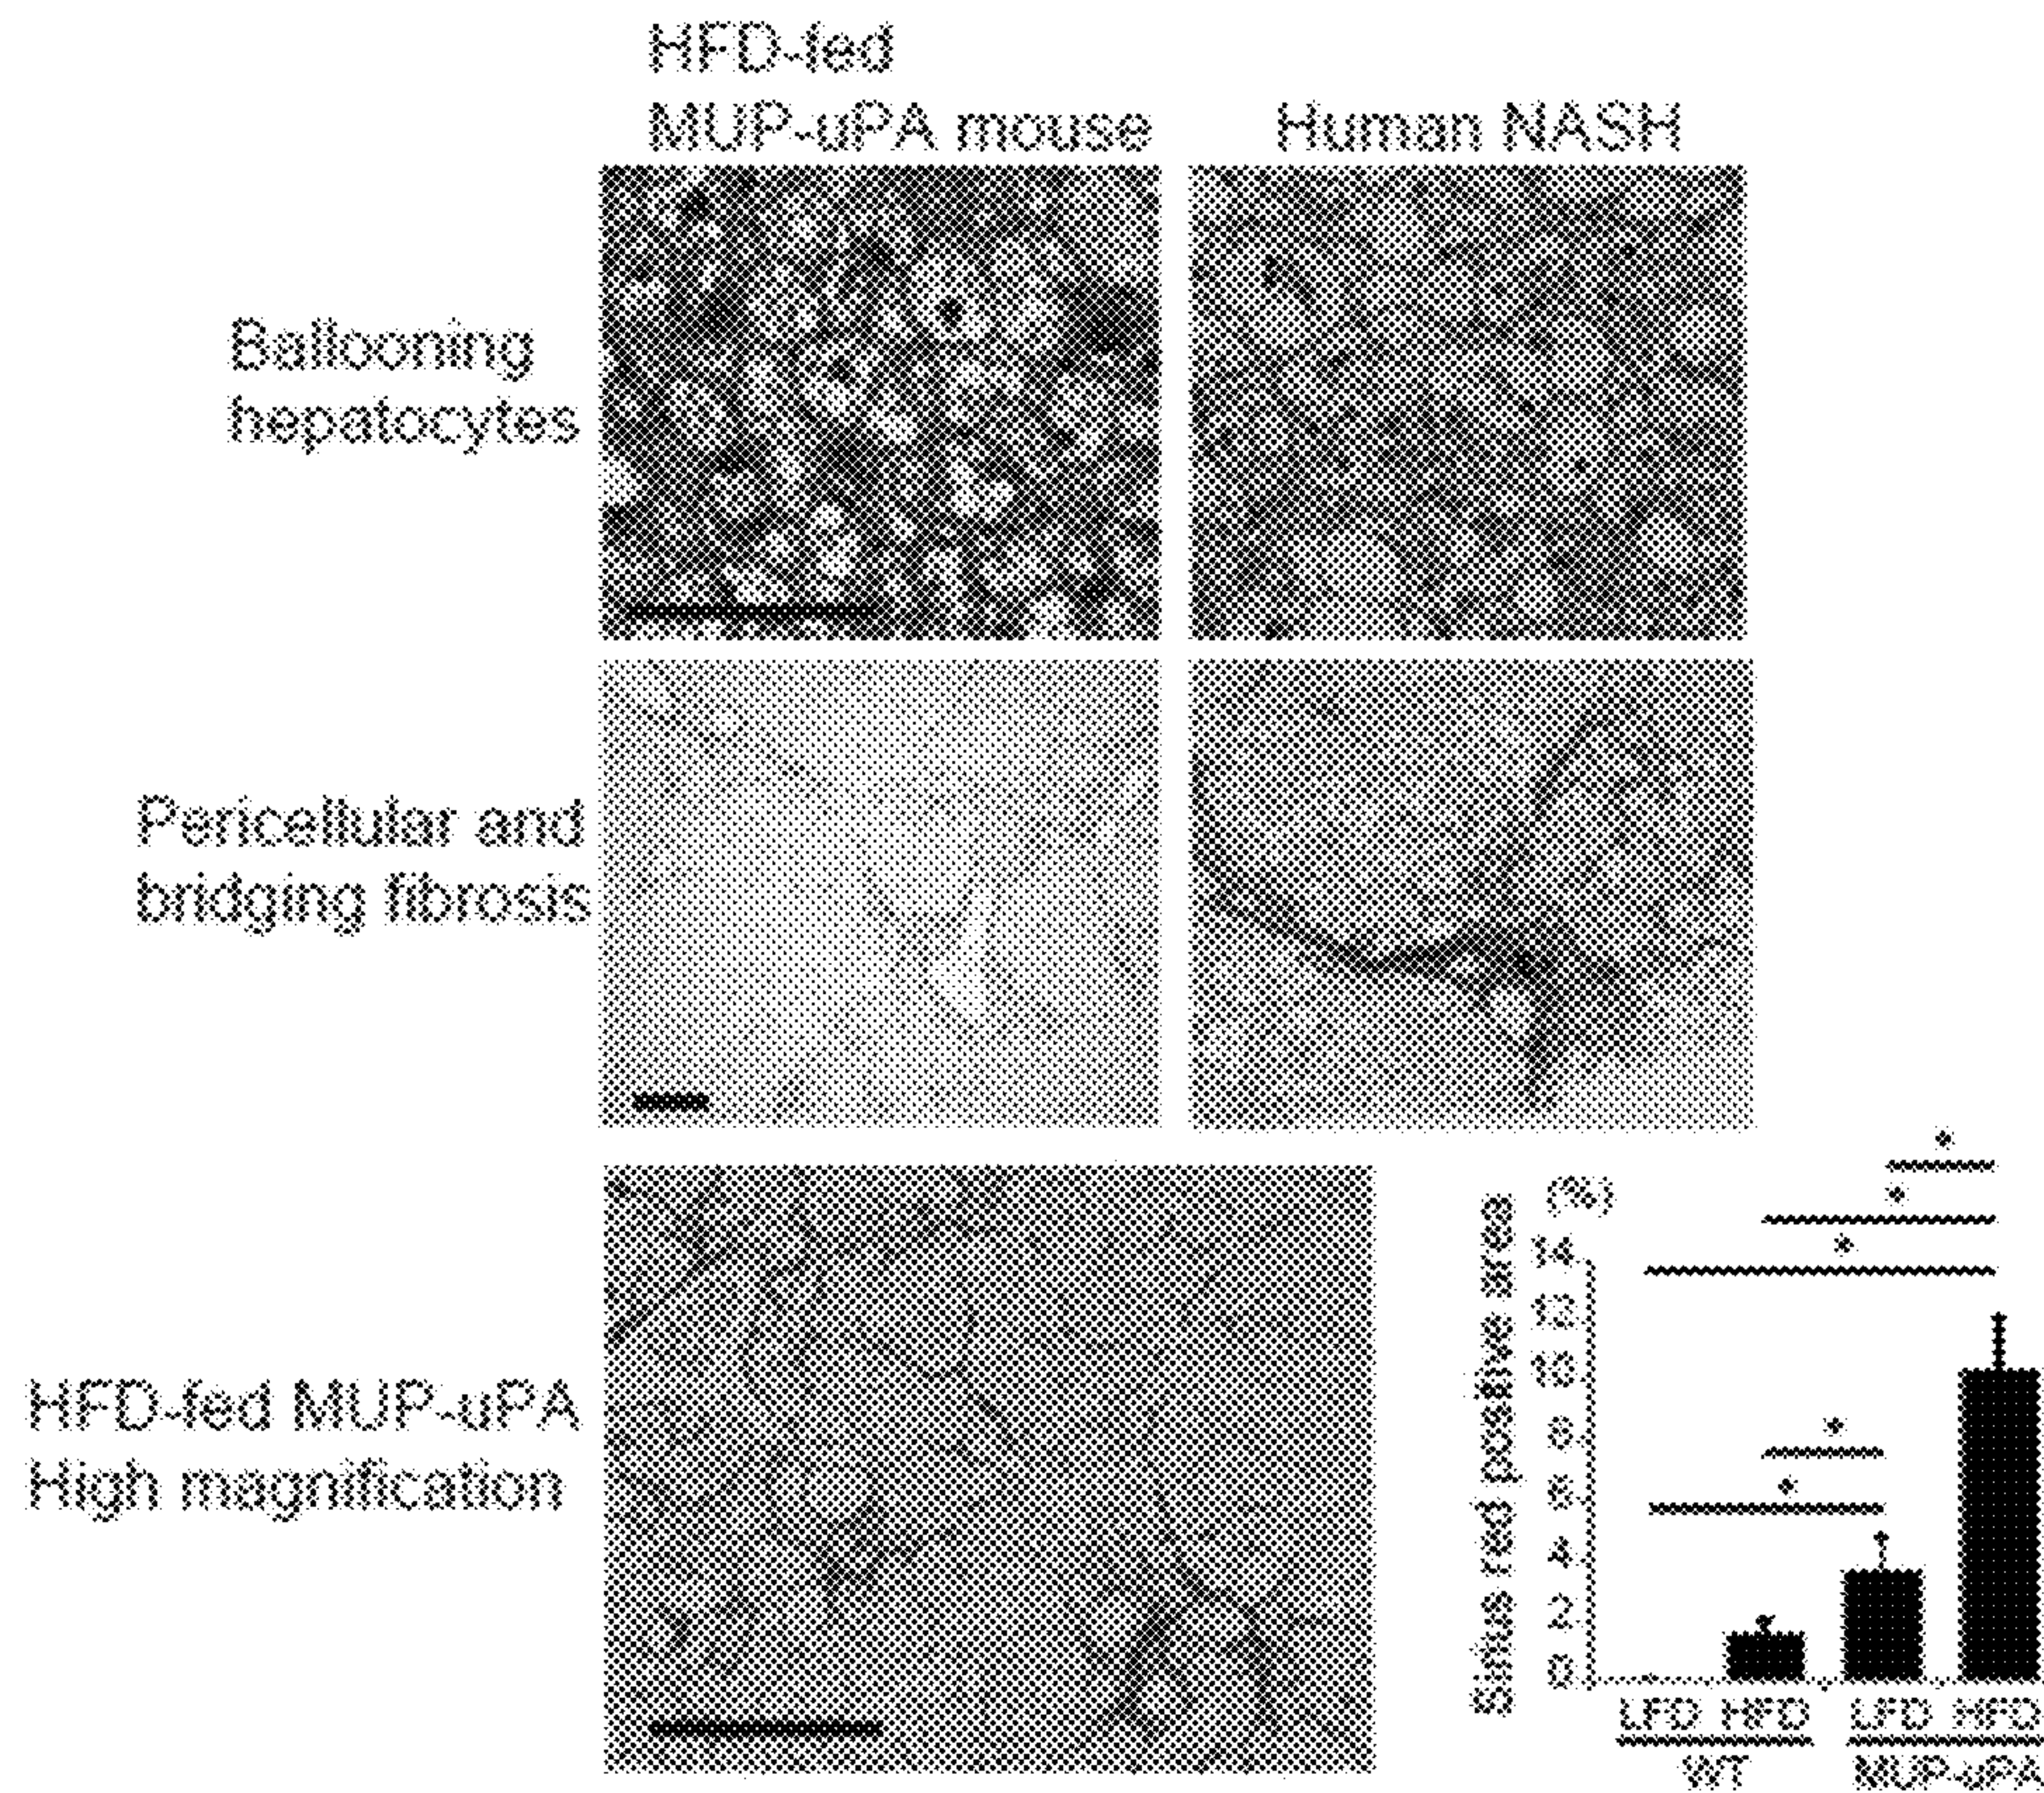 HFD-fed
MUP-uPA mouse
Human NASH
Ballooning
hepatocytes
Pericellular and
bridging fibrosis
HFD-fed MUP-uPA
High magnification
Sirius red positive area
(%)
14
12
10
8
6
4
2
0
*
*
*
*
*
LFD HFD LFD HFD
WT MUP-uPA